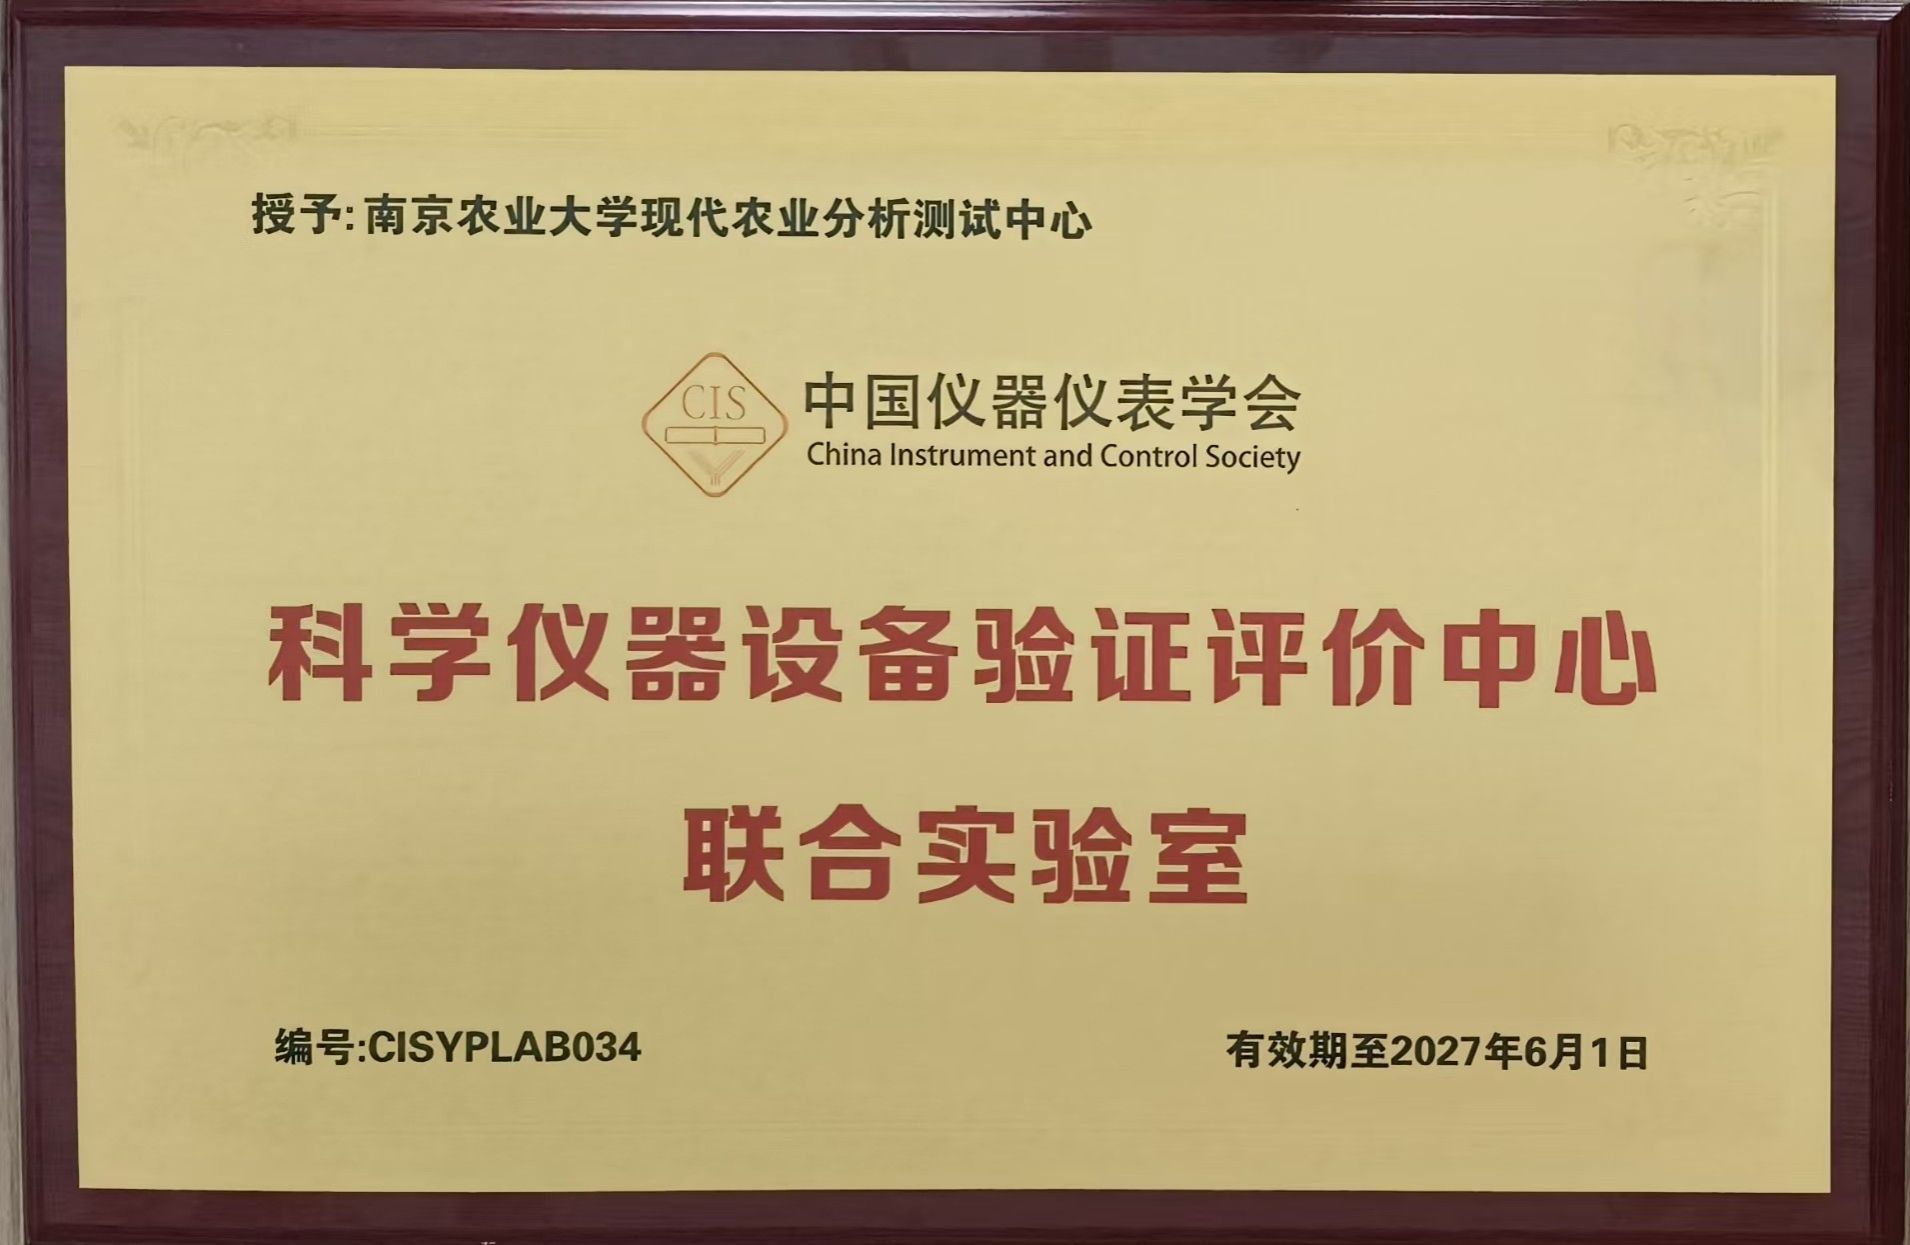 授予:南京农业大学现代农业分析测试中心
CIS
中国仪器仪表学会
China Instrument and Control Society
科学仪器设备验证评价中心
联合实验室
编号:CISYPLAB034
有效期至2027年6月1日